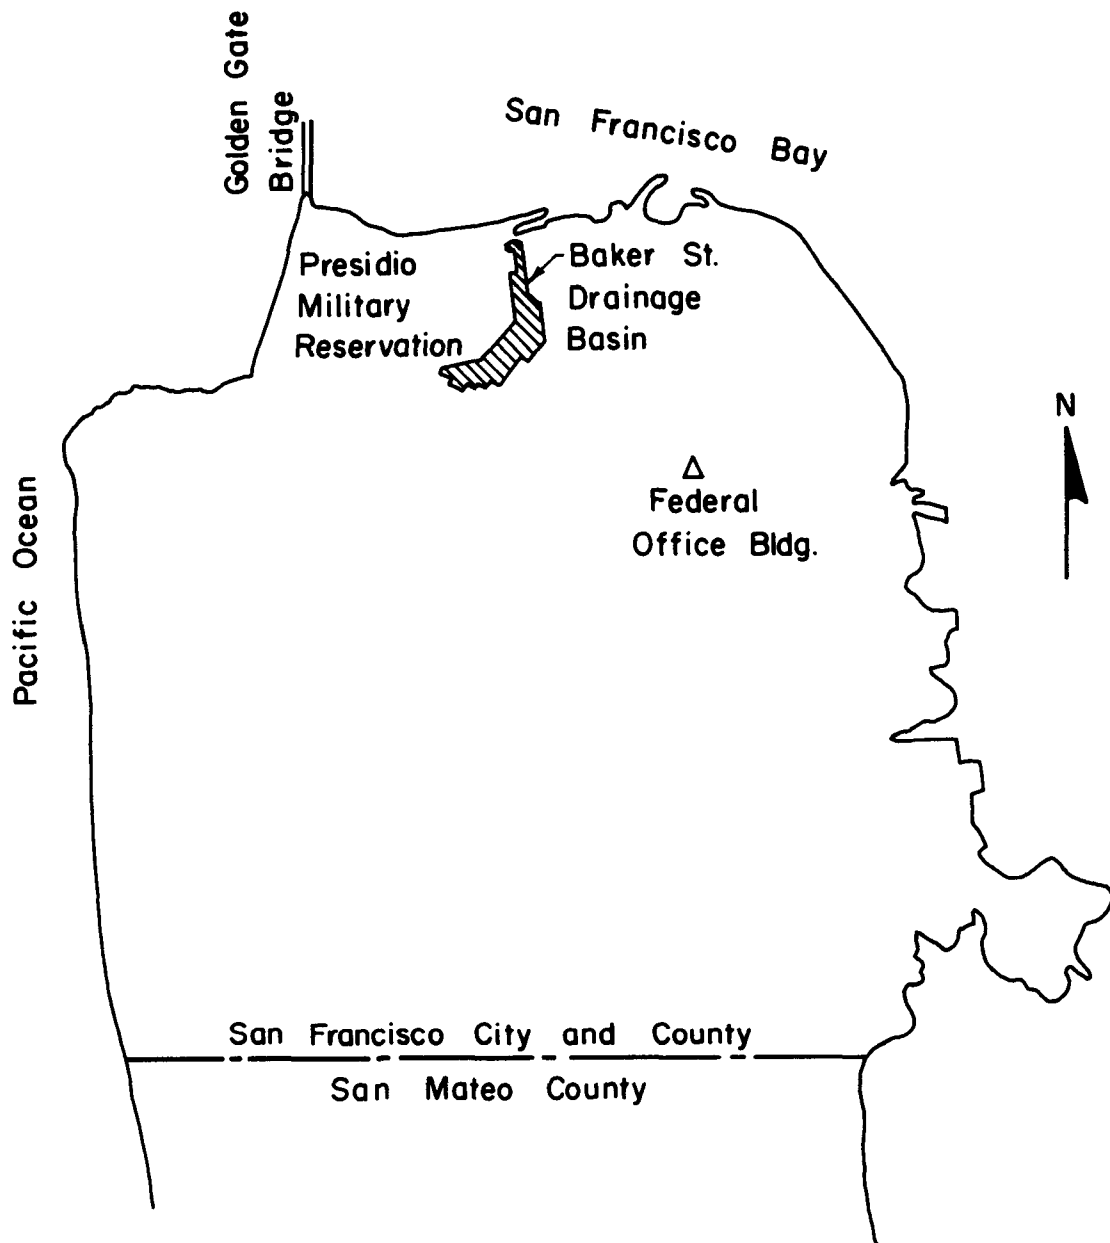 Golden Gate
Bridge
San Francisco Bay
Presidio
Military
Reservation
Baker St.
Drainage
Basin
N
Federal
Office Bldg.
Pacific Ocean
San Francisco City and County
San Mateo County